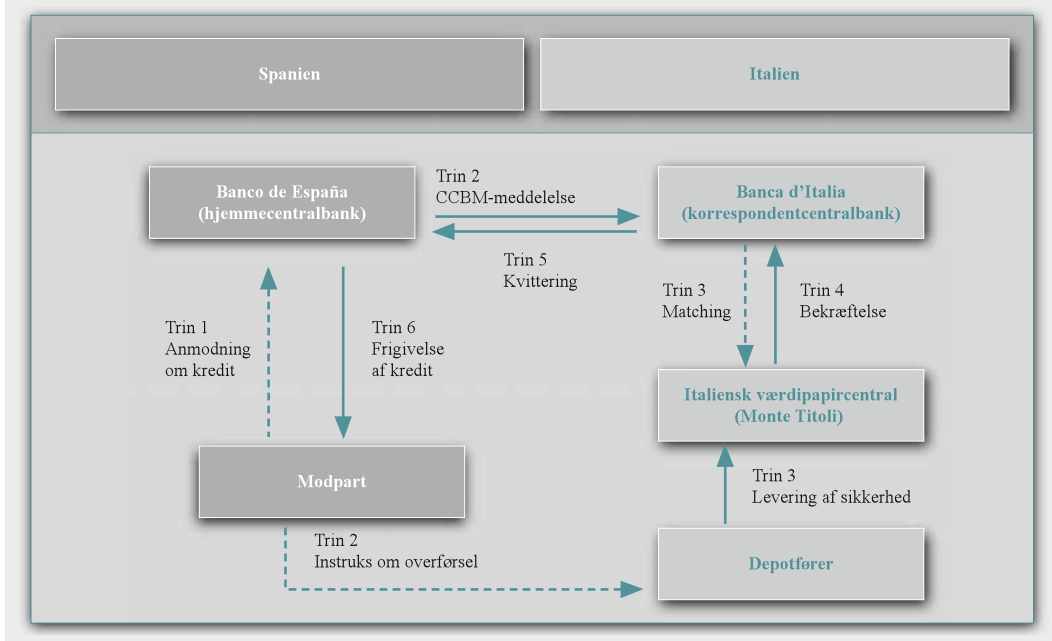 Spanien
Italien
Banco de España
(hjemmecentralbank)
Trin 2
CCBM-meddelelse
Banca d’Italia
(korrespondentcentralbank)
Trin 5
Kvittering
Trin 1
Anmodning
om kredit
Trin 6
Frigivelse
af kredit
Trin 3
Matching
Trin 4
Bekræftelse
Italiensk værdipapircentral
(Monte Titoli)
Modpart
Trin 3
Levering af sikkerhed
Trin 2
Instruks om overførsel
Depotfører